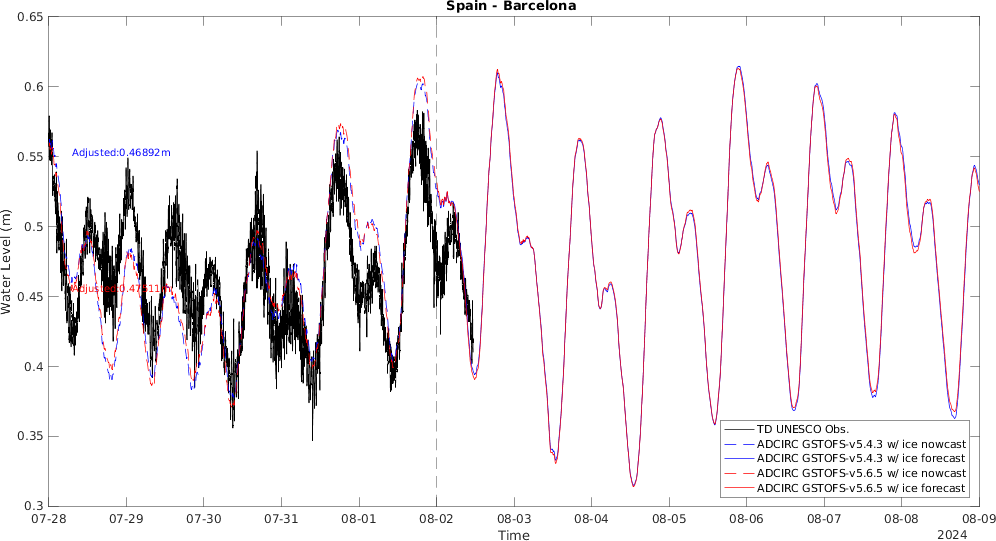 Spain - Barcelona
0.65
0.6
0.55
0.5
0.45
0.4
0.35
0.3
Water Level (m)
Adjusted:0.46892m
TD UNESCO Obs.
ADCIRC GSTOFS-v5.4.3 w/ ice nowcast
ADCIRC GSTOFS-v5.4.3 w/ ice forecast
ADCIRC GSTOFS-v5.6.5 w/ ice nowcast
ADCIRC GSTOFS-v5.6.5 w/ ice forecast
07-28 07-29 07-30 07-31 08-01 08-02 08-03 08-04 08-05 08-06 08-07 08-08 08-09
Time
2024